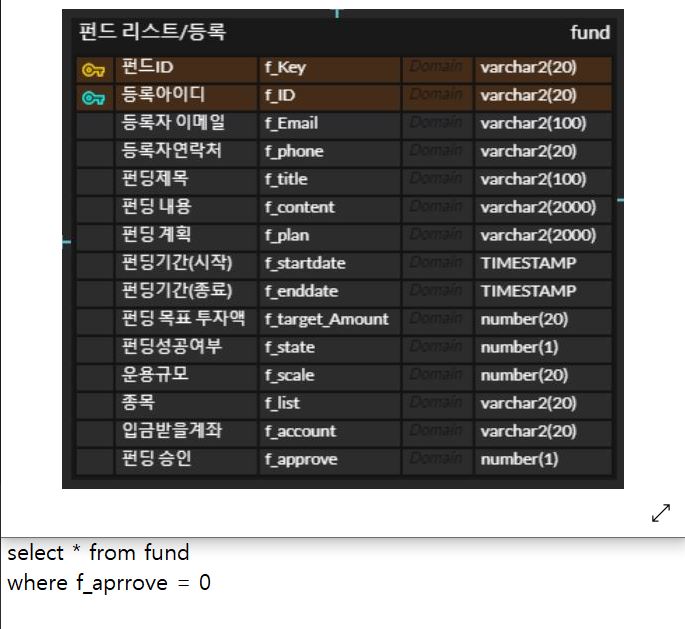 펀드 리스트/등록 fund
펀드ID f_Key Domain varchar2(20)
등록아이디 f_ID Domain varchar2(20)
등록자 이메일 f_Email Domain varchar2(100)
등록자연락처 f_phone Domain varchar2(20)
펀딩제목 f_title Domain varchar2(100)
펀딩 내용 f_content Domain varchar2(2000)
펀딩 계획 f_plan Domain varchar2(2000)
펀딩기간(시작) f_startdate Domain TIMESTAMP
펀딩기간(종료) f_enddate Domain TIMESTAMP
펀딩 목표 투자액 f_target_Amount Domain number(20)
펀딩성공여부 f_state Domain number(1)
운용규모 f_scale Domain number(20)
종목 f_list Domain varchar2(20)
입금받을계좌 f_account Domain varchar2(20)
펀딩 승인 f_approve Domain number(1)
select * from fund
where f_aprrove = 0